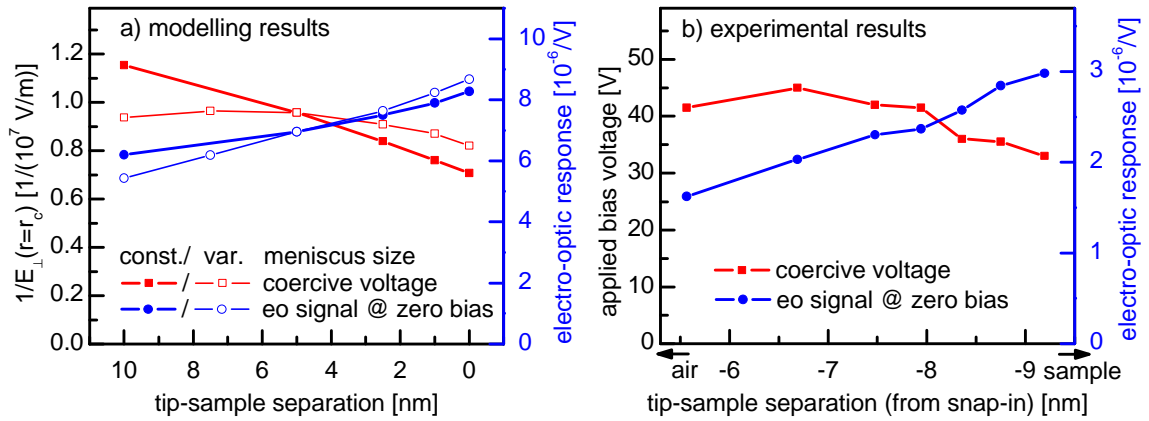 a) modelling results
1/E⊥(r=rc) [1/(10⁷ V/m)]
1.2
1.0
0.8
0.6
0.4
0.2
0.0
10
8
6
4
2
0
electro-optic response [10⁻⁶/V]
const./ var. meniscus size
/ coercive voltage
/ eo signal @ zero bias
10 8 6 4 2 0
tip-sample separation [nm]
b) experimental results
applied bias voltage [V]
50
40
30
20
10
0
3
2
1
0
electro-optic response [10⁻⁶/V]
coercive voltage
eo signal @ zero bias
air -6 -7 -8 -9 sample
tip-sample separation (from snap-in) [nm]